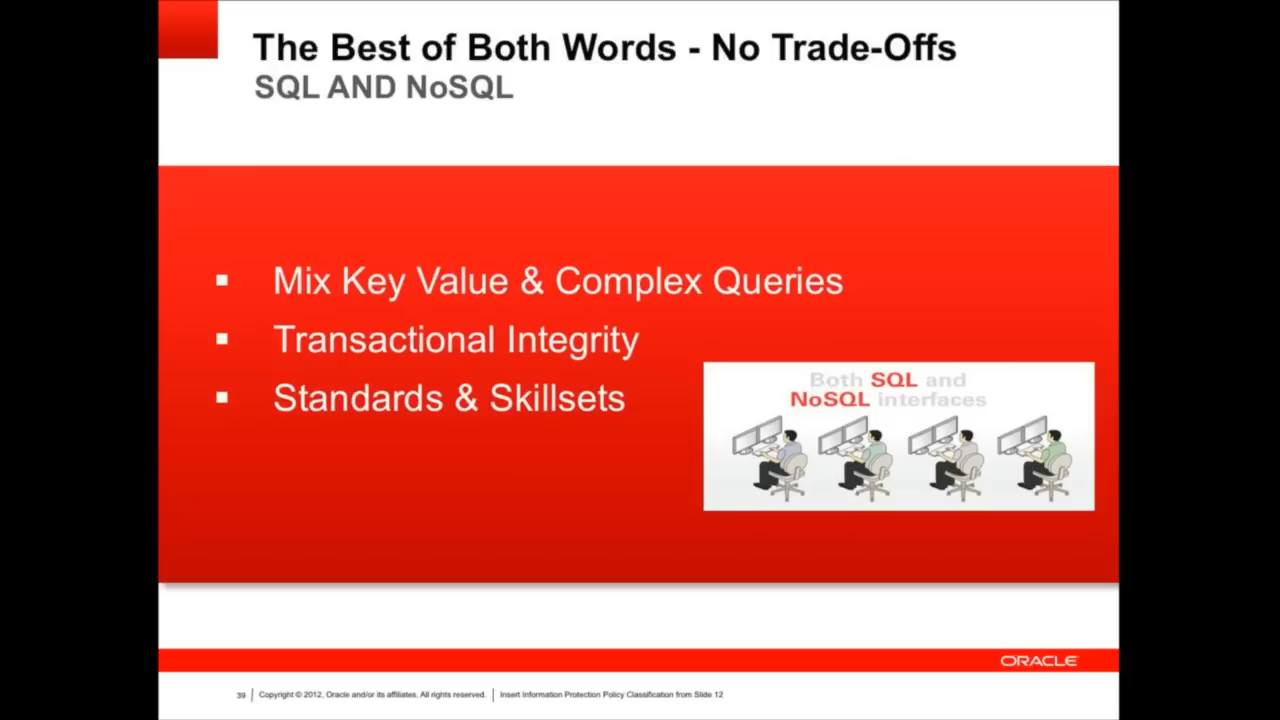 The Best of Both Words - No Trade-Offs
SQL AND NoSQL
▪ Mix Key Value & Complex Queries
▪ Transactional Integrity
▪ Standards & Skillsets
Both SQL and
NoSQL interfaces
ORACLE
39 | Copyright © 2012, Oracle and/or its affiliates. All rights reserved. | Insert Information Protection Policy Classification from Slide 12